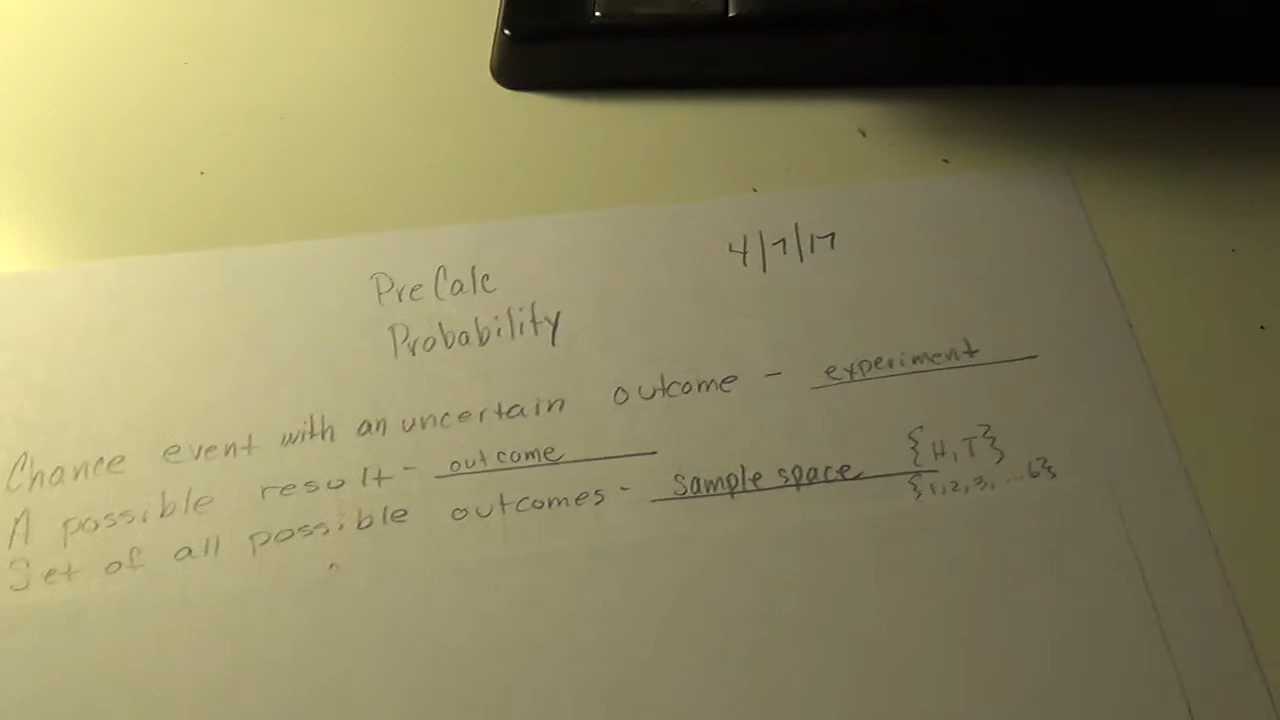 PreCalc
4/7/17
Probability
Chance event with an uncertain outcome - experiment
A possible result - outcome
Set of all possible outcomes - sample space {H,T}
{1,2,3,...6}